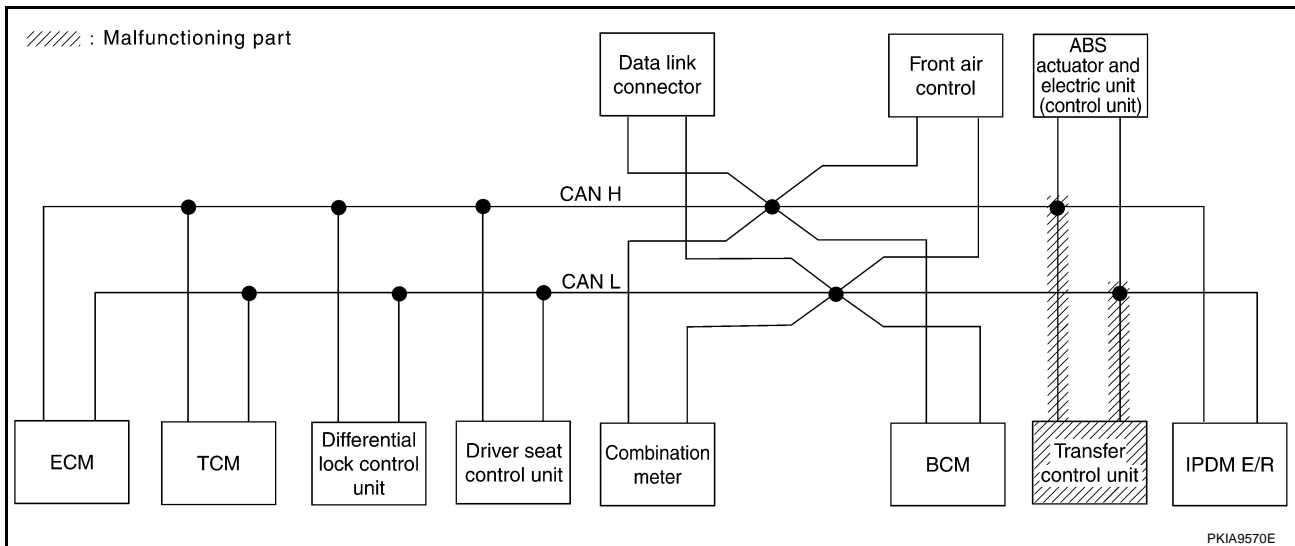 : Malfunctioning part
Data link
connector
Front air
control
ABS
actuator and
electric unit
(control unit)
CAN H
CAN L
ECM
TCM
Differential
lock control
unit
Driver seat
control unit
Combination
meter
BCM
Transfer
control unit
IPDM E/R
PKIA9570E